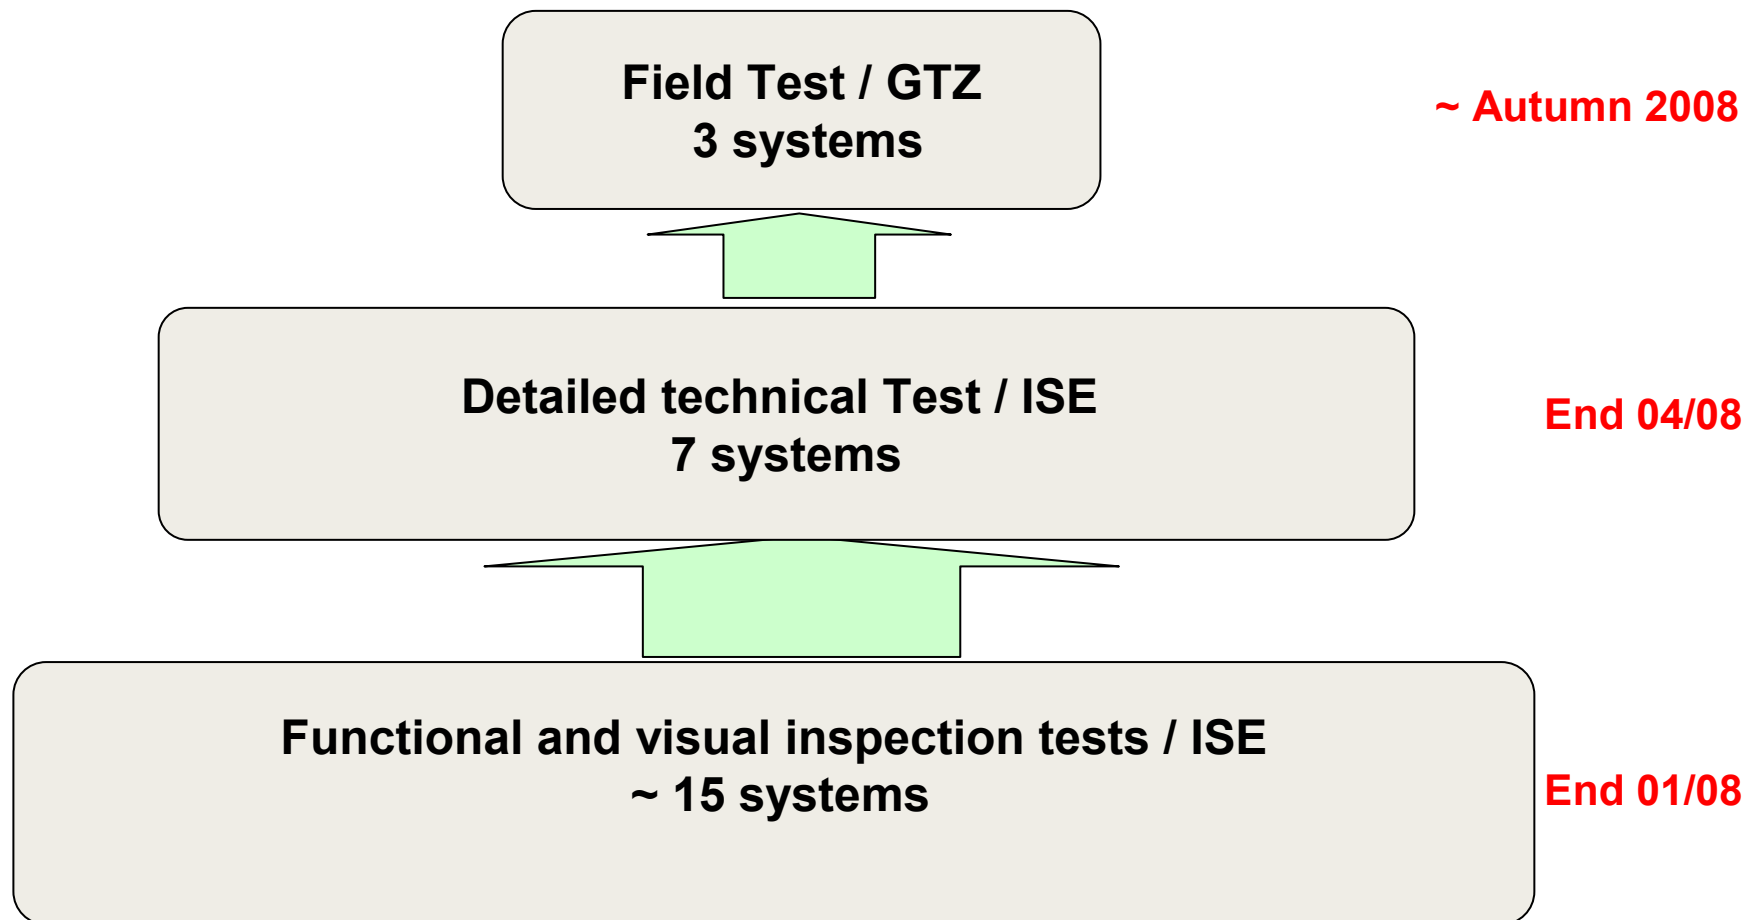 Field Test / GTZ
3 systems
~ Autumn 2008
Detailed technical Test / ISE
7 systems
End 04/08
Functional and visual inspection tests / ISE
~ 15 systems
End 01/08